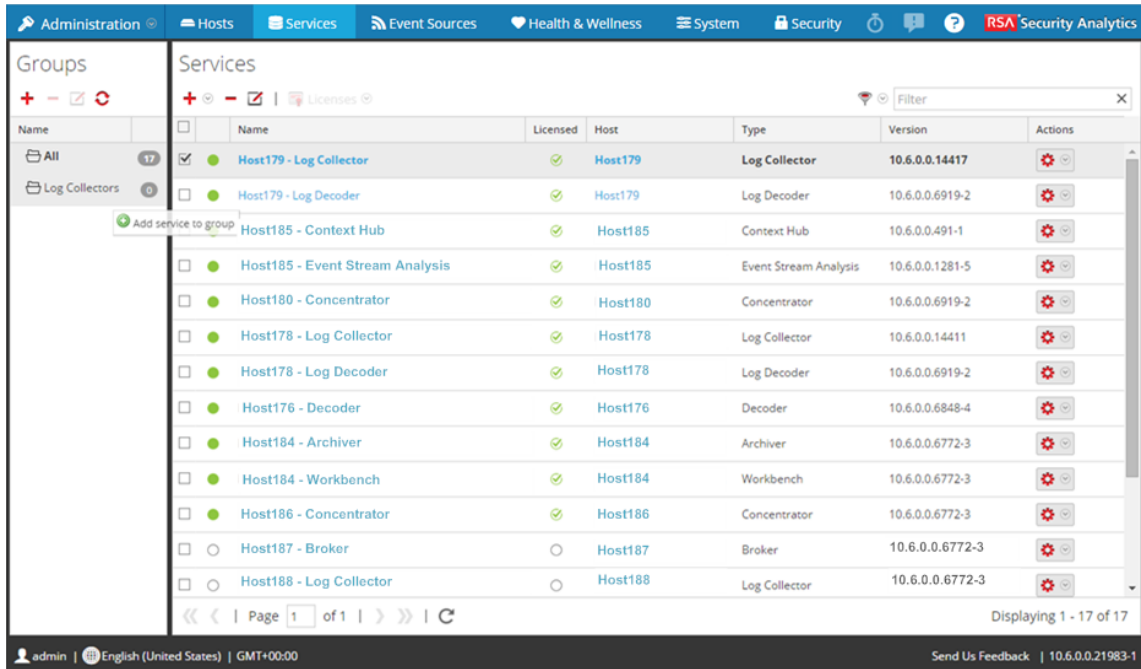 Administration Hosts Services Event Sources Health & Wellness System Security ? RSA Security Analytics
Groups
Services
Licenses
Filter
Name
Name Licensed Host Type Version Actions
All 17
Log Collectors 0
Add service to group
Host179 - Log Collector Host179 Log Collector 10.6.0.0.14417
Host179 - Log Decoder Host179 Log Decoder 10.6.0.0.6919-2
Host185 - Context Hub Host185 Context Hub 10.6.0.0.491-1
Host185 - Event Stream Analysis Host185 Event Stream Analysis 10.6.0.0.1281-5
Host180 - Concentrator Host180 Concentrator 10.6.0.0.6919-2
Host178 - Log Collector Host178 Log Collector 10.6.0.0.14411
Host178 - Log Decoder Host178 Log Decoder 10.6.0.0.6919-2
Host176 - Decoder Host176 Decoder 10.6.0.0.6848-4
Host184 - Archiver Host184 Archiver 10.6.0.0.6772-3
Host184 - Workbench Host184 Workbench 10.6.0.0.6772-3
Host186 - Concentrator Host186 Concentrator 10.6.0.0.6772-3
Host187 - Broker Host187 Broker 10.6.0.0.6772-3
Host188 - Log Collector Host188 Log Collector 10.6.0.0.6772-3
Page 1 of 1
Displaying 1 - 17 of 17
admin | English (United States) | GMT+00:00
Send Us Feedback | 10.6.0.0.21983-1